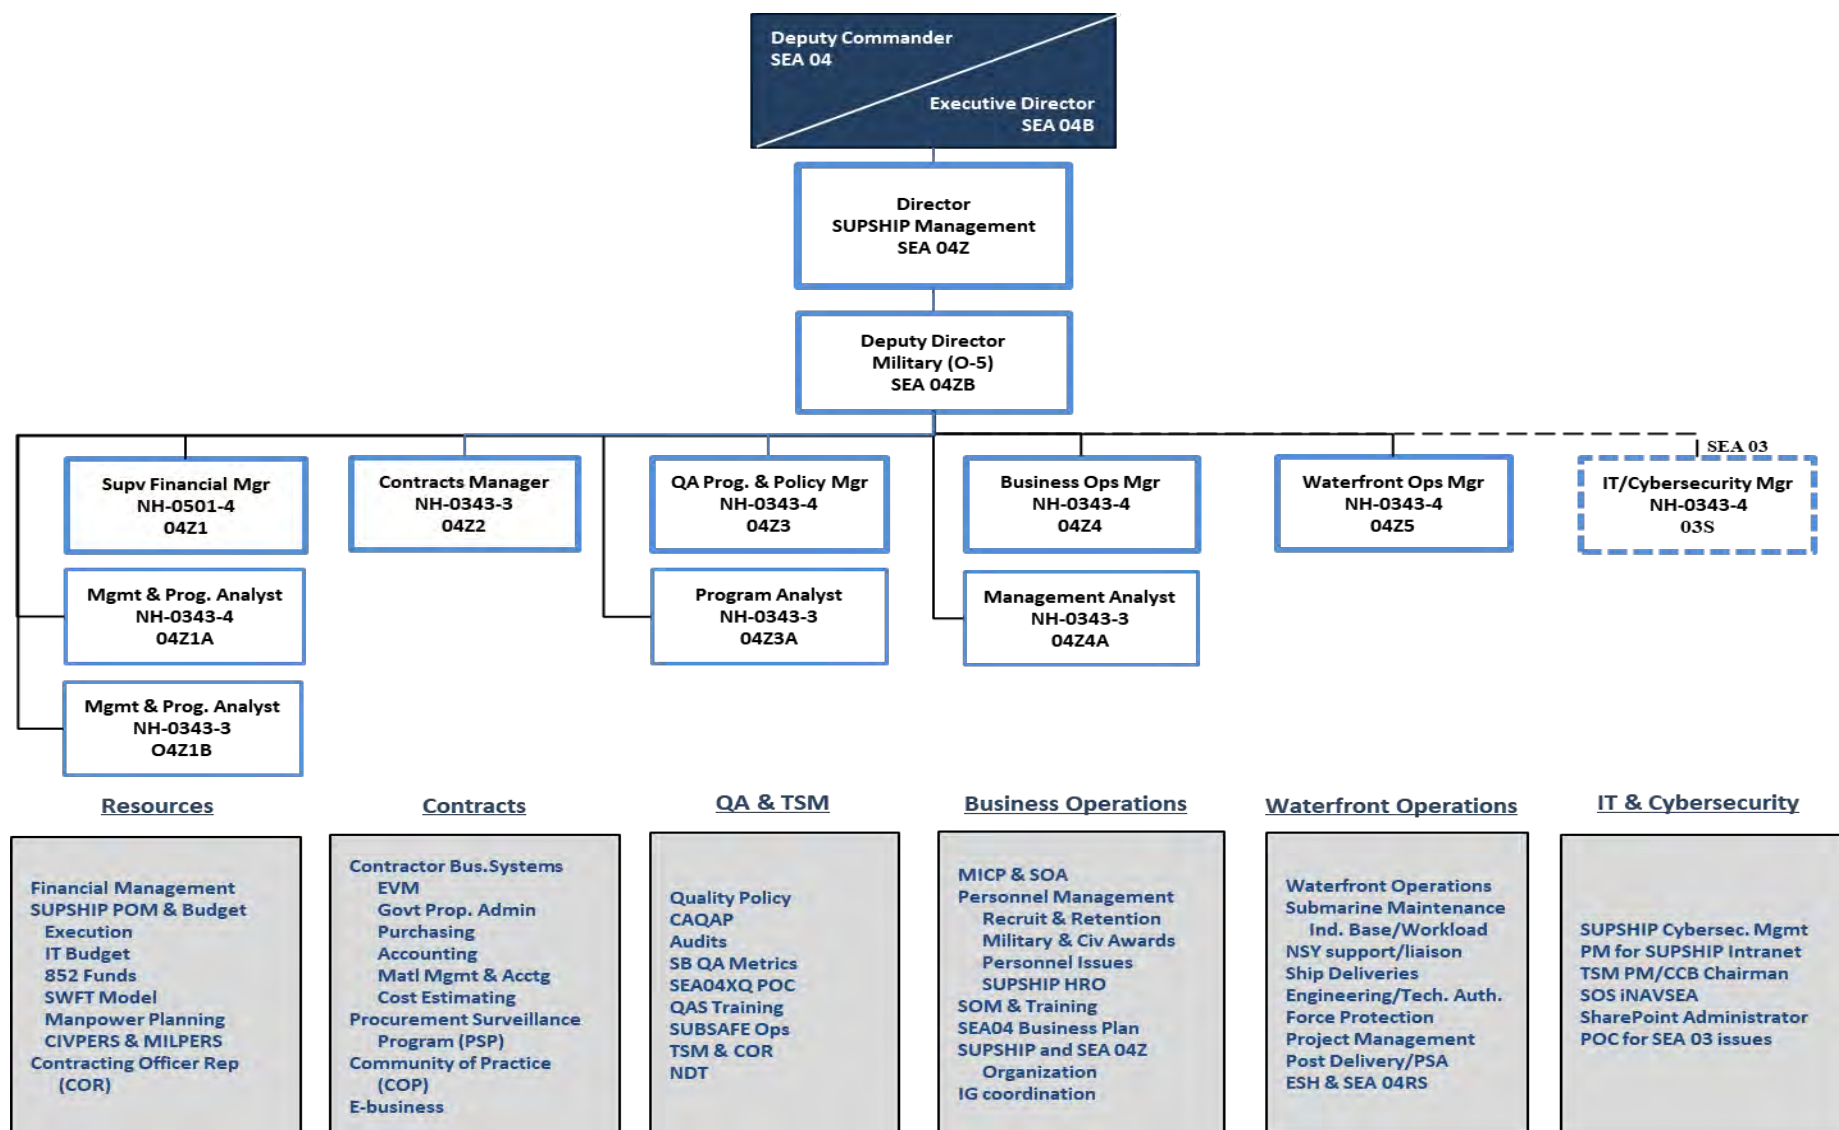 Deputy Commander
SEA 04
Executive Director
SEA 04B
Director
SUPSHIP Management
SEA 04Z
Deputy Director
Military (O-5)
SEA 04ZB
SEA 03
Supv Financial Mgr
NH-0501-4
04Z1
Contracts Manager
NH-0343-3
04Z2
QA Prog. & Policy Mgr
NH-0343-4
04Z3
Business Ops Mgr
NH-0343-4
04Z4
Waterfront Ops Mgr
NH-0343-4
04Z5
IT/Cybersecurity Mgr
NH-0343-4
03S
Mgmt & Prog. Analyst
NH-0343-4
04Z1A
Program Analyst
NH-0343-3
04Z3A
Management Analyst
NH-0343-3
04Z4A
Mgmt & Prog. Analyst
NH-0343-3
O4Z1B
Resources
Financial Management
SUPSHIP POM & Budget
Execution
IT Budget
852 Funds
SWFT Model
Manpower Planning
CIVPERS & MILPERS
Contracting Officer Rep
(COR)
Contracts
Contractor Bus.Systems
EVM
Govt Prop. Admin
Purchasing
Accounting
Matl Mgmt & Acctg
Cost Estimating
Procurement Surveillance
Program (PSP)
Community of Practice
(COP)
E-business
QA & TSM
Quality Policy
CAQAP
Audits
SB QA Metrics
SEA04XQ POC
QAS Training
SUBSAFE Ops
TSM & COR
NDT
Business Operations
MICP & SOA
Personnel Management
Recruit & Retention
Military & Civ Awards
Personnel Issues
SUPSHIP HRO
SOM & Training
SEA04 Business Plan
SUPSHIP and SEA 04Z
Organization
IG coordination
Waterfront Operations
Waterfront Operations
Submarine Maintenance
Ind. Base/Workload
NSY support/liaison
Ship Deliveries
Engineering/Tech. Auth.
Force Protection
Project Management
Post Delivery/PSA
ESH & SEA 04RS
IT & Cybersecurity
SUPSHIP Cybersec. Mgmt
PM for SUPSHIP Intranet
TSM PM/CCB Chairman
SOS iNAVSEA
SharePoint Administrator
POC for SEA 03 issues